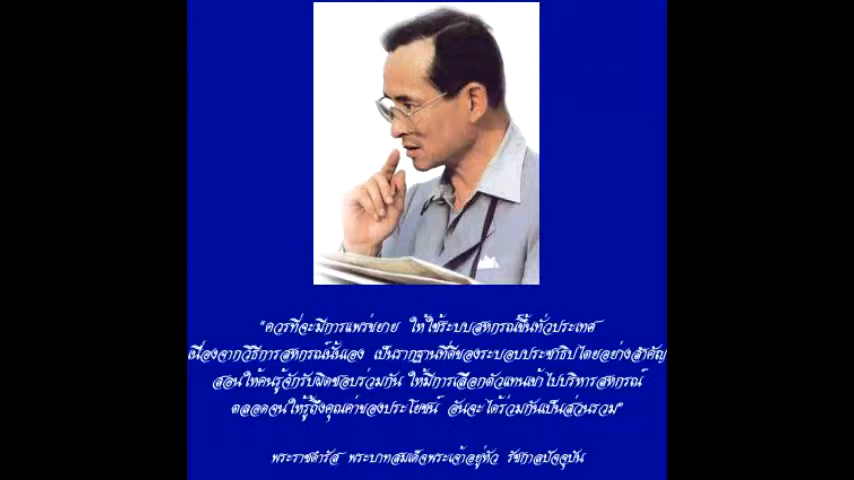 "ควรที่จะมีการแพร่ขยาย ให้ใช้ระบบสหกรณ์ขึ้นทั่วประเทศ
เนื่องจากวิธีการสหกรณ์นั้นเอง เป็นรากฐานที่ดีของระบอบประชาธิปไตยอย่างสำคัญ
สอนให้คนรู้จักรับผิดชอบร่วมกัน ให้มีการเลือกตัวแทนเข้าไปบริหารสหกรณ์
ตลอดจนให้รู้ถึงคุณค่าของประโยชน์ อันจะได้ร่วมกันเป็นส่วนรวม"
พระราชดำรัส พระบาทสมเด็จพระเจ้าอยู่หัว รัชกาลปัจจุบัน